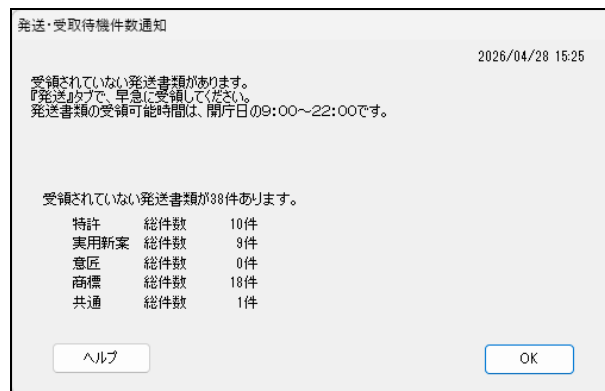 発送・受取待機件数通知
2026/04/28 15:25
受領されていない発送書類があります。
『発送』タブで、早急に受領してください。
発送書類の受領可能時間は、開庁日の9:00～22:00です。
受領されていない発送書類が38件あります。
特許 総件数 10件
実用新案 総件数 9件
意匠 総件数 0件
商標 総件数 18件
共通 総件数 1件
ヘルプ OK